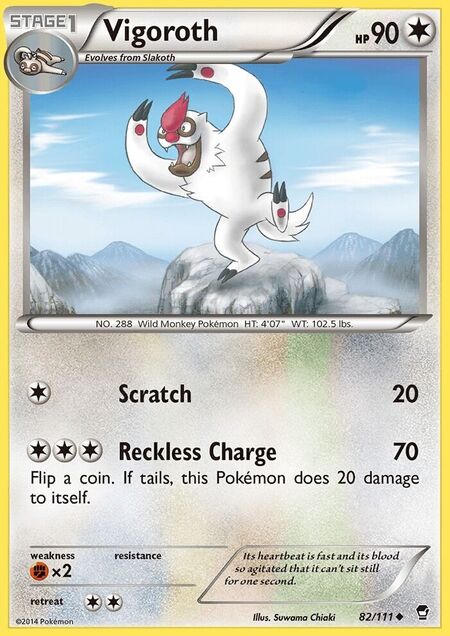 STAGE1 Vigoroth HP 90
Evolves from Slakoth
NO. 288 Wild Monkey Pokémon HT: 4'07" WT: 102.5 lbs.
Scratch 20
Reckless Charge 70
Flip a coin. If tails, this Pokémon does 20 damage
to itself.
weakness resistance
×2
retreat
Its heartbeat is fast and its blood
so agitated that it can't sit still
for one second.
©2014 Pokémon Illus. Suwama Chiaki 82/111